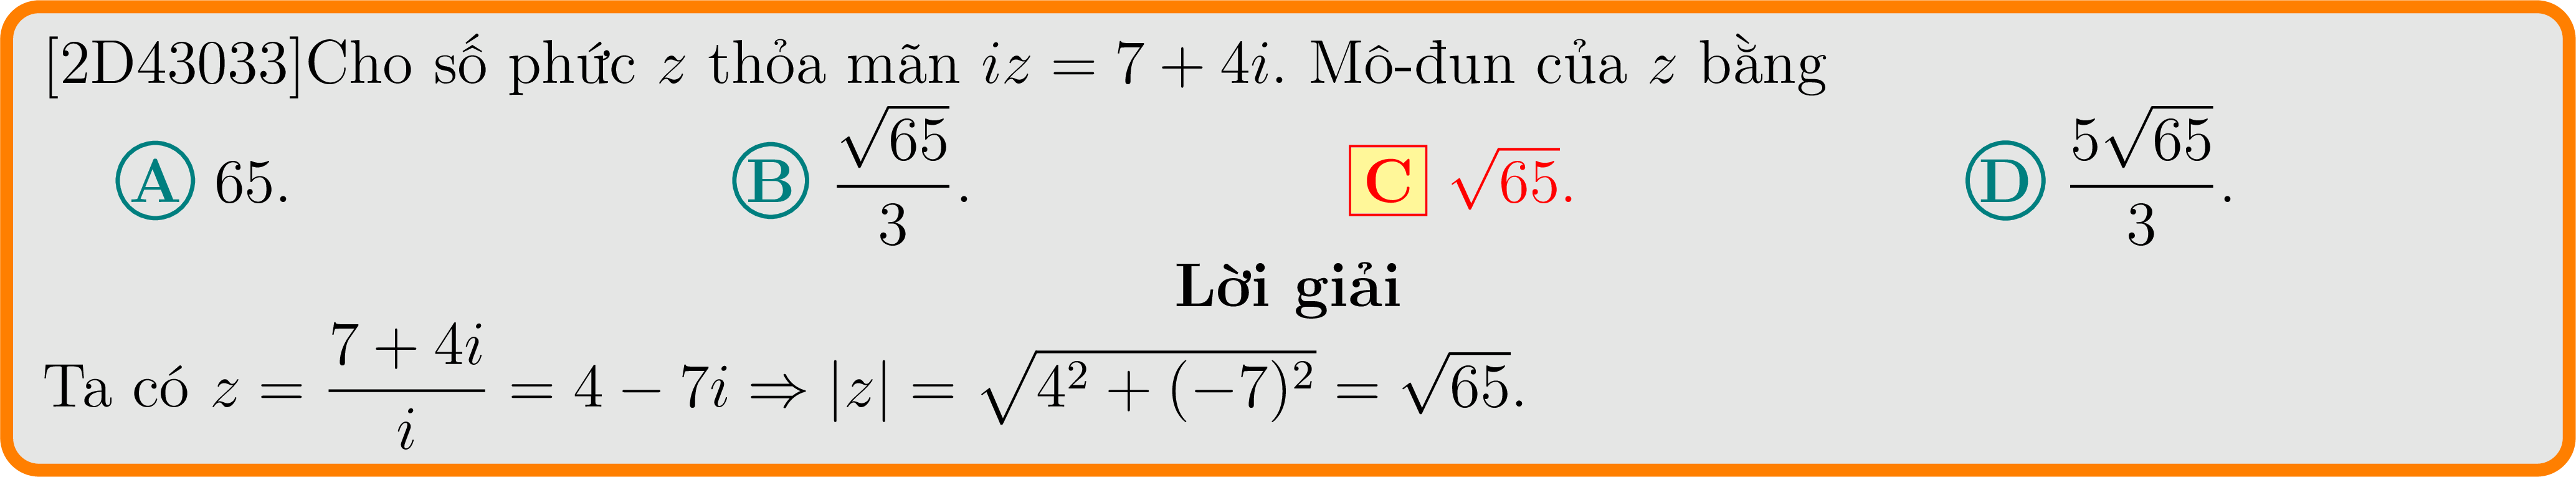 [2D43033]Cho số phức z thỏa mãn iz = 7 + 4i. Mô-đun của z bằng
A 65. B \frac{\sqrt{65}}{3}. C \sqrt{65}. D \frac{5\sqrt{65}}{3}.
Lời giải
Ta có z = \frac{7 + 4i}{i} = 4 − 7i ⇒ |z| = \sqrt{4^2 + (−7)^2} = \sqrt{65}.